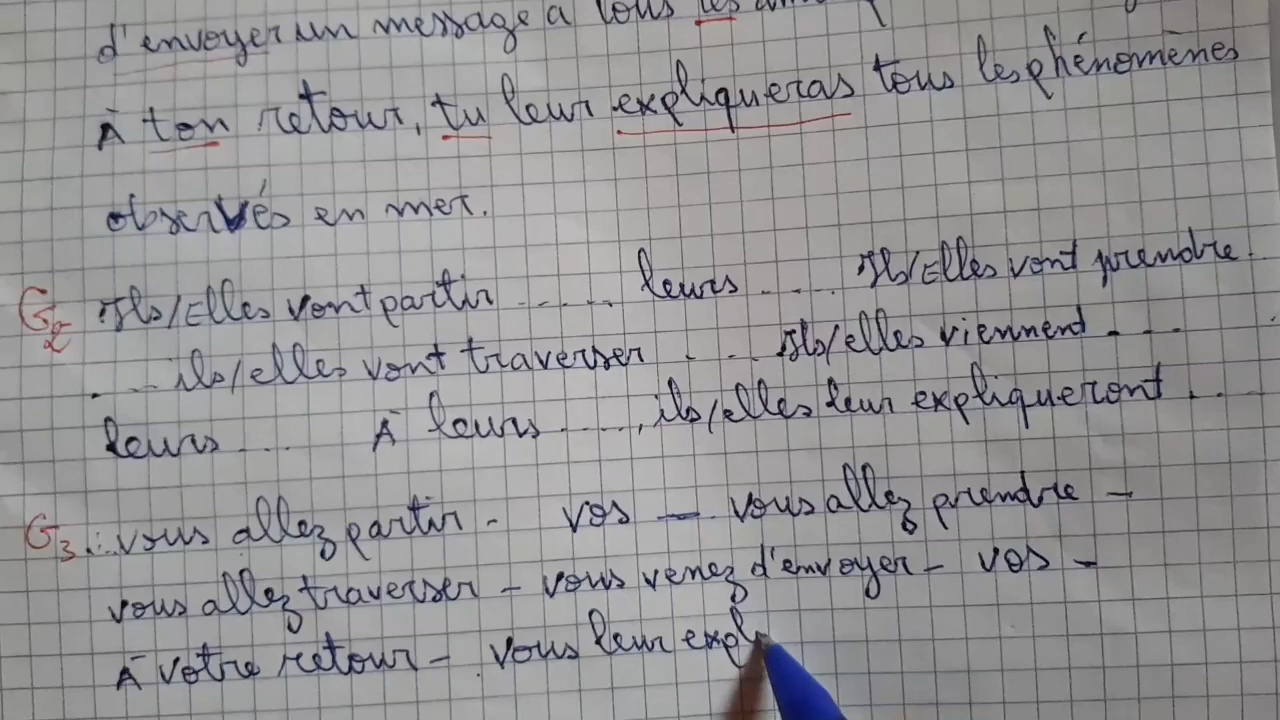 d'envoyer un message a tous les
À ton retour, tu leur expliqueras tous les phénomènes
observés en mer.
G2 Ils/Elles vont partir ...... leurs ..... Ils/Elles vont prendre.
.... ils/elles vont traverser .... Ils/elles viennend ....
leurs .... À leurs ....., ils/elles leur expliqueront ...
G3 : vous allez partir - vos — vous allez prendre -
vous allez traverser - vous venez d'envoyer - vos -
À votre retour - vous leur expl